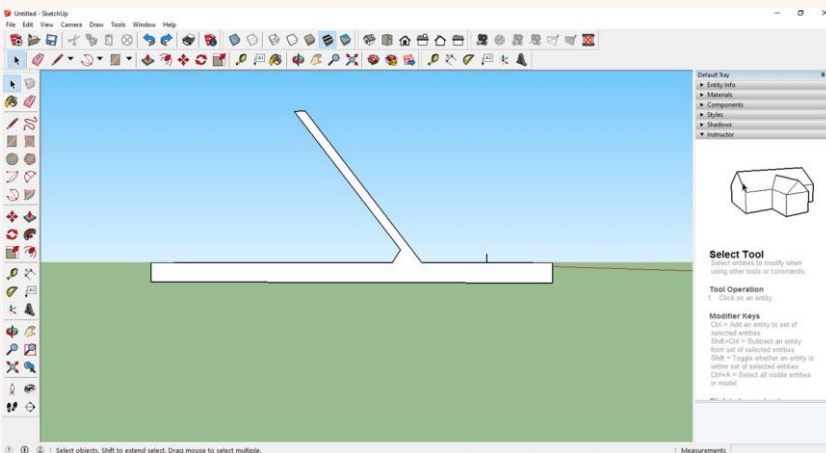 Untitled - SketchUp
File Edit View Camera Draw Tools Window Help
Default Tray
Entity Info
Materials
Components
Styles
Shadows
Instructor
Select Tool
Select entities to modify when
using other tools or commands.
Tool Operation
1. Click on an entity.
Modifier Keys
Ctrl = Add an entity to set of
selected entities
Shift+Ctrl = Subtract an entity
from set of selected entities
Shift = Toggle whether an entity is
within set of selected entities
Ctrl+A = Select all visible entities
in model
Select objects. Shift to extend select. Drag mouse to select multiple.
Measurements